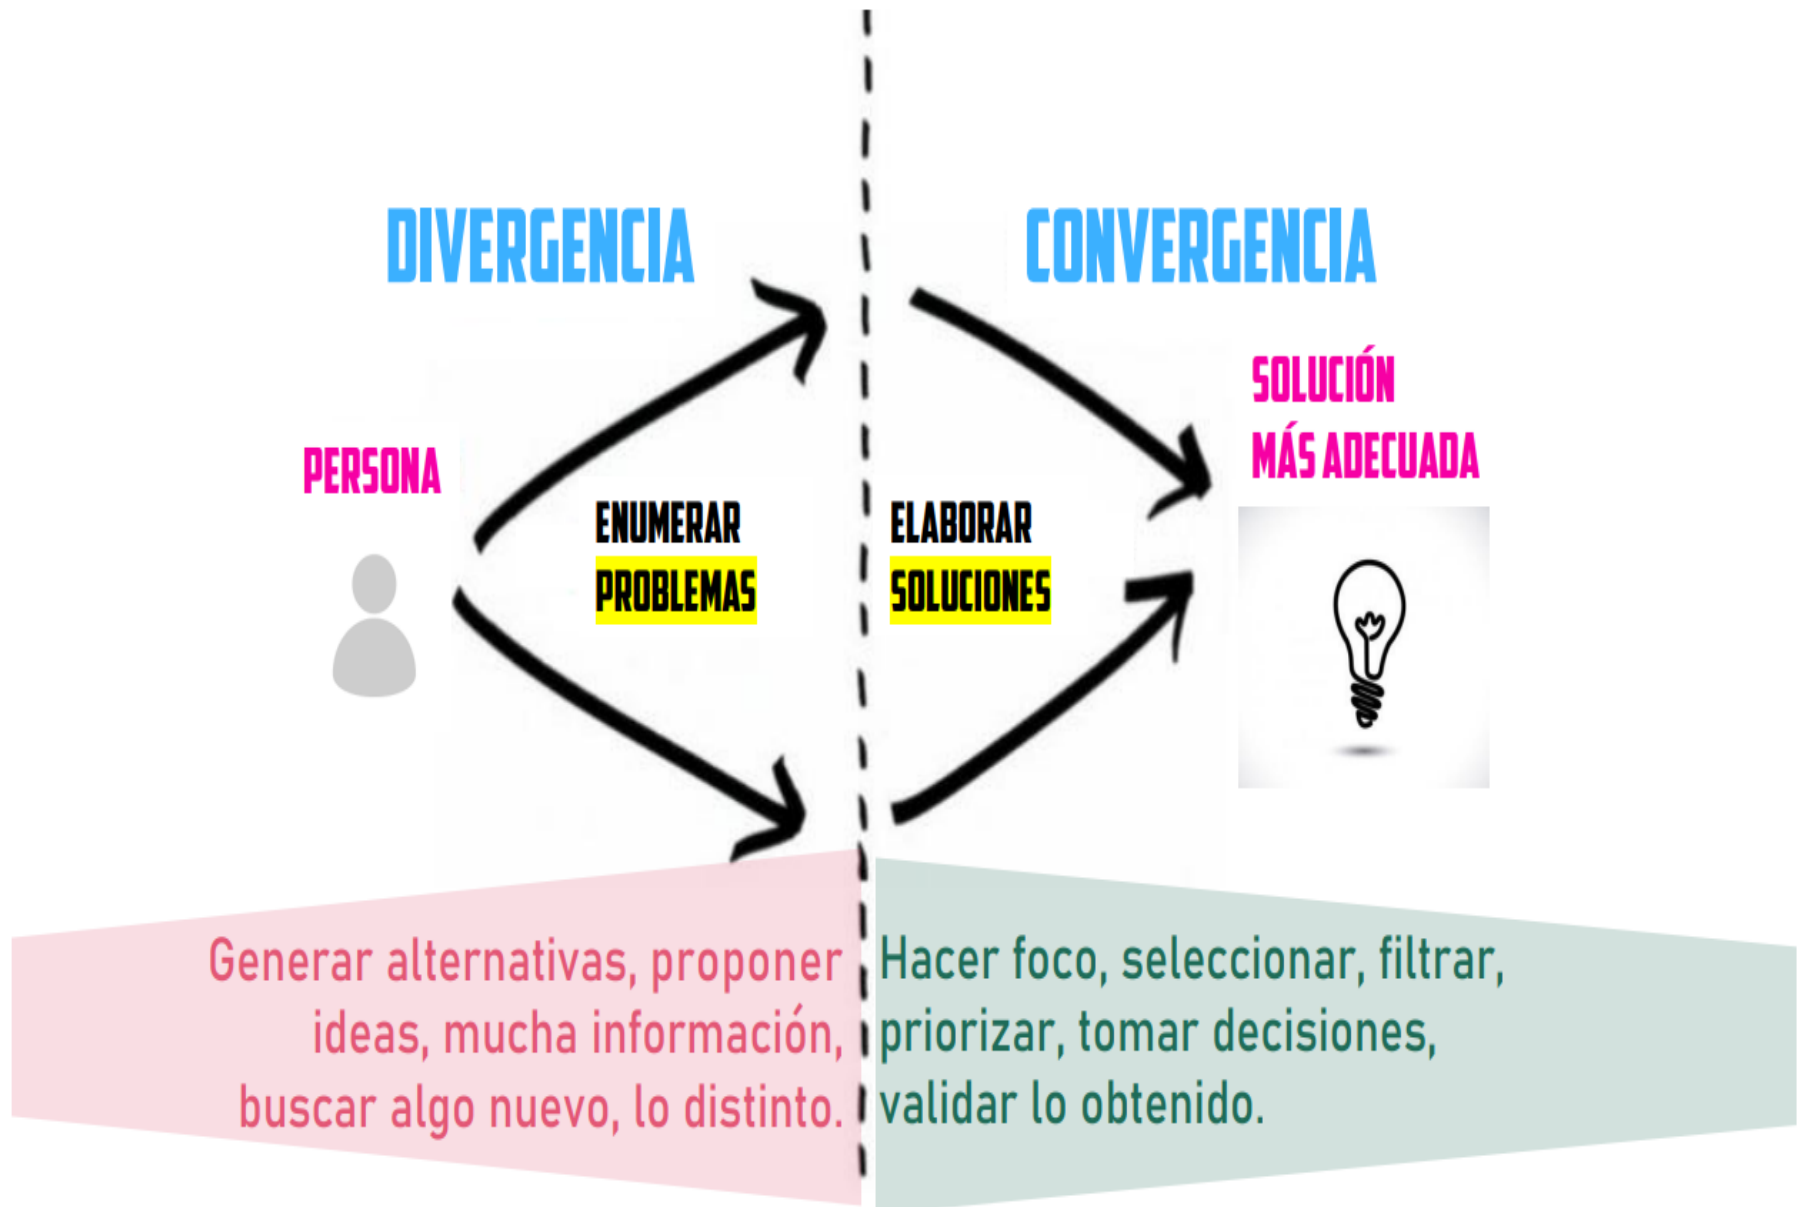 DIVERGENCIA
CONVERGENCIA
PERSONA
ENUMERAR
PROBLEMAS
ELABORAR
SOLUCIONES
SOLUCIÓN
MÁS ADECUADA
Generar alternativas, proponer
ideas, mucha información,
buscar algo nuevo, lo distinto.
Hacer foco, seleccionar, filtrar,
priorizar, tomar decisiones,
validar lo obtenido.